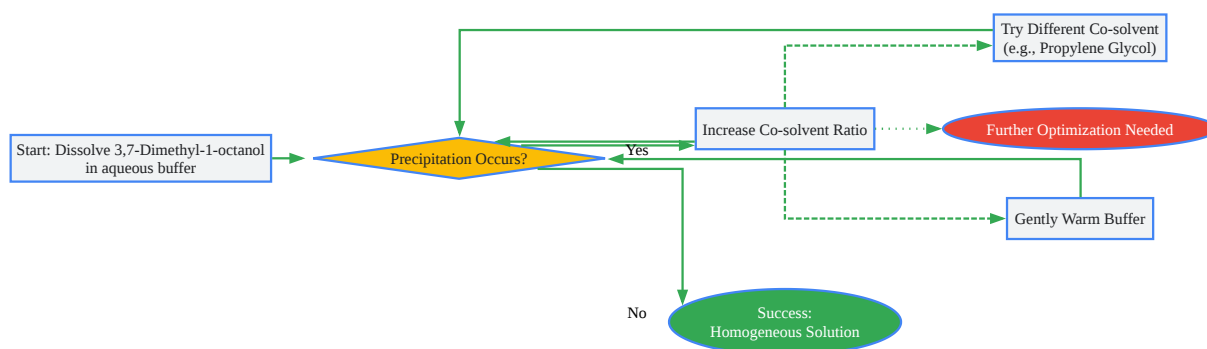 Try Different Co-solvent
(e.g., Propylene Glycol)
Increase Co-solvent Ratio
Further Optimization Needed
Start: Dissolve 3,7-Dimethyl-1-octanol
in aqueous buffer
Precipitation Occurs?
Yes
Gently Warm Buffer
No
Success:
Homogeneous Solution